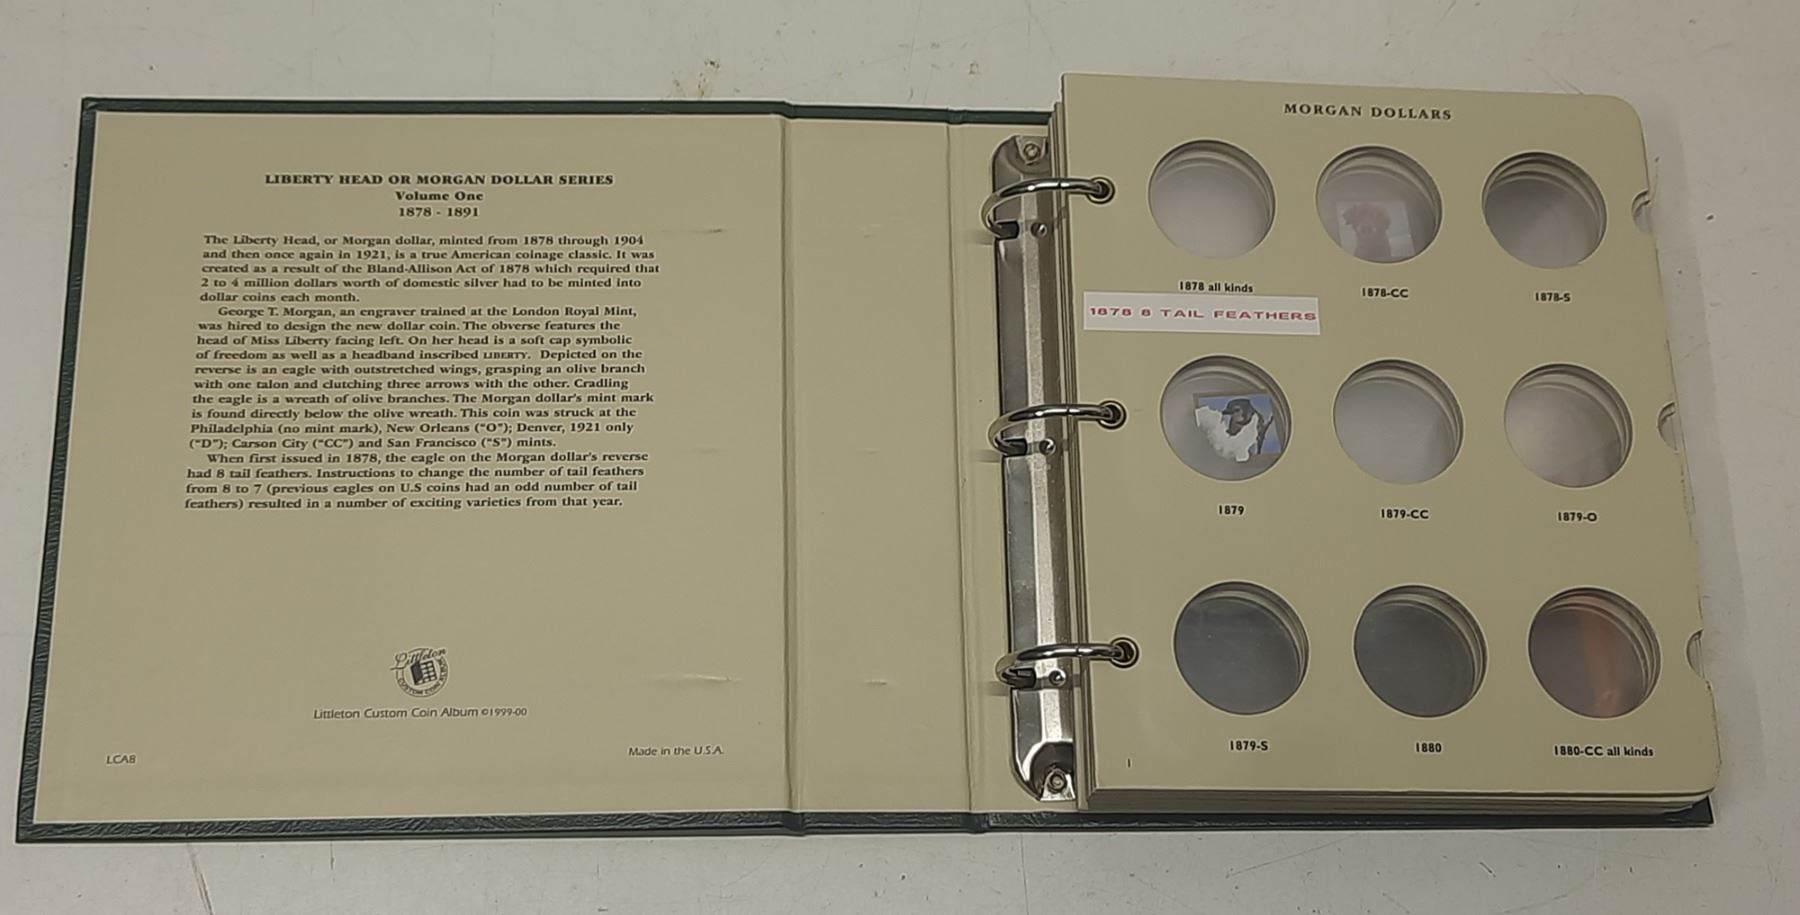 LIBERTY HEAD OR MORGAN DOLLAR SERIES
Volume One
1878 - 1891
The Liberty Head, or Morgan dollar, minted from 1878 through 1904
and then once again in 1921, is a true American coinage classic. It was
created as a result of the Bland-Allison Act of 1878 which required that
2 to 4 million dollars worth of domestic silver had to be minted into
dollar coins each month.
George T. Morgan, an engraver trained at the London Royal Mint,
was hired to design the new dollar coin. The obverse features the
head of Miss Liberty facing left. On her head is a soft cap symbolic
of freedom as well as a headband inscribed LIBERTY. Depicted on the
reverse is an eagle with outstretched wings, grasping an olive branch
with one talon and clutching three arrows with the other. Cradling
the eagle is a wreath of olive branches. The Morgan dollar's mint mark
is found directly below the olive wreath. This coin was struck at the
Philadelphia (no mint mark), New Orleans ("O"); Denver, 1921 only
("D"); Carson City ("CC") and San Francisco ("S") mints.
When first issued in 1878, the eagle on the Morgan dollar's reverse
had 8 tail feathers. Instructions to change the number of tail feathers
from 8 to 7 (previous eagles on U.S coins had an odd number of tail
feathers) resulted in a number of exciting varieties from that year.
Littleton
CUSTOM COIN ALBUM
Littleton Custom Coin Album ©1999-00
LCA8
Made in the U.S.A.
MORGAN DOLLARS
1878 all kinds
1878-CC
1878-S
1878 8 TAIL FEATHERS
1879
1879-CC
1879-O
1879-S
1880
1880-CC all kinds
1